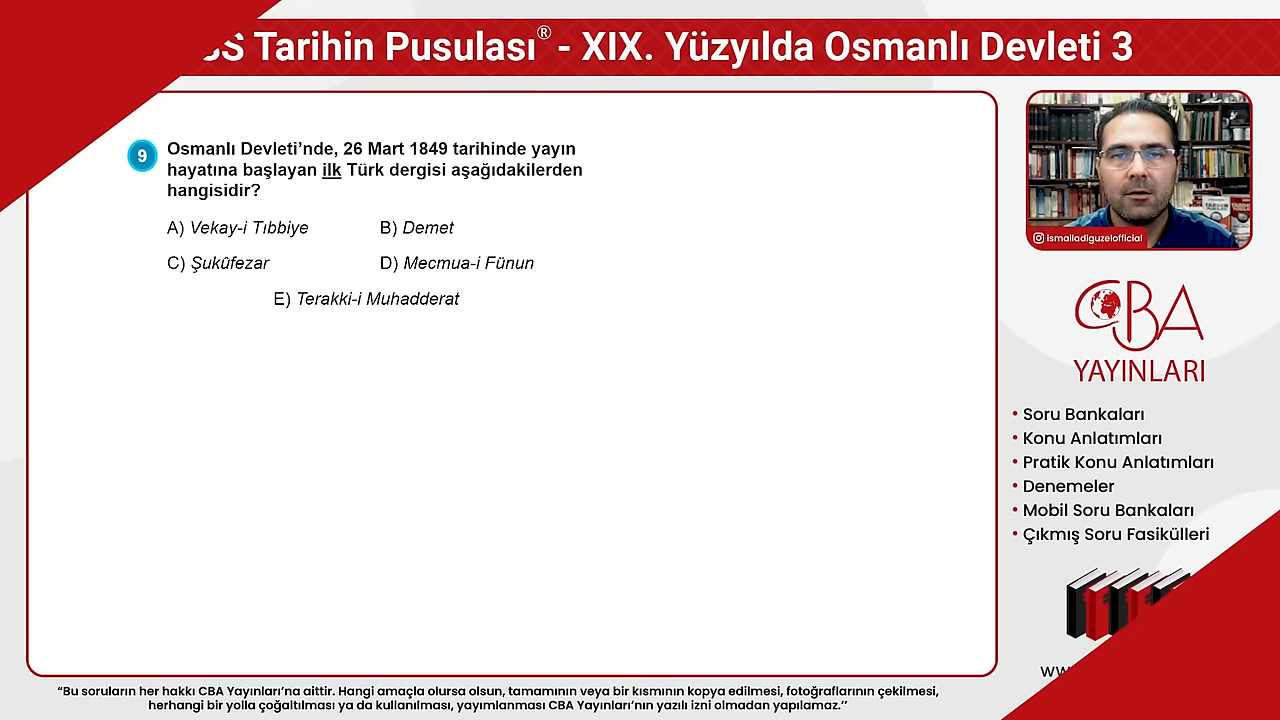 Tarihin Pusulası® - XIX. Yüzyılda Osmanlı Devleti 3
9 Osmanlı Devleti’nde, 26 Mart 1849 tarihinde yayın
hayatına başlayan ilk Türk dergisi aşağıdakilerden
hangisidir?
A) Vekay-i Tıbbiye B) Demet
C) Şukûfezar D) Mecmua-i Fünun
E) Terakki-i Muhadderat
ismailadiguzelofficial
CBA
YAYINLARI
• Soru Bankaları
• Konu Anlatımları
• Pratik Konu Anlatımları
• Denemeler
• Mobil Soru Bankaları
• Çıkmış Soru Fasikülleri
“Bu soruların her hakkı CBA Yayınları’na aittir. Hangi amaçla olursa olsun, tamamının veya bir kısmının kopya edilmesi, fotoğraflarının çekilmesi,
herhangi bir yolla çoğaltılması ya da kullanılması, yayımlanması CBA Yayınları’nın yazılı izni olmadan yapılamaz.’’